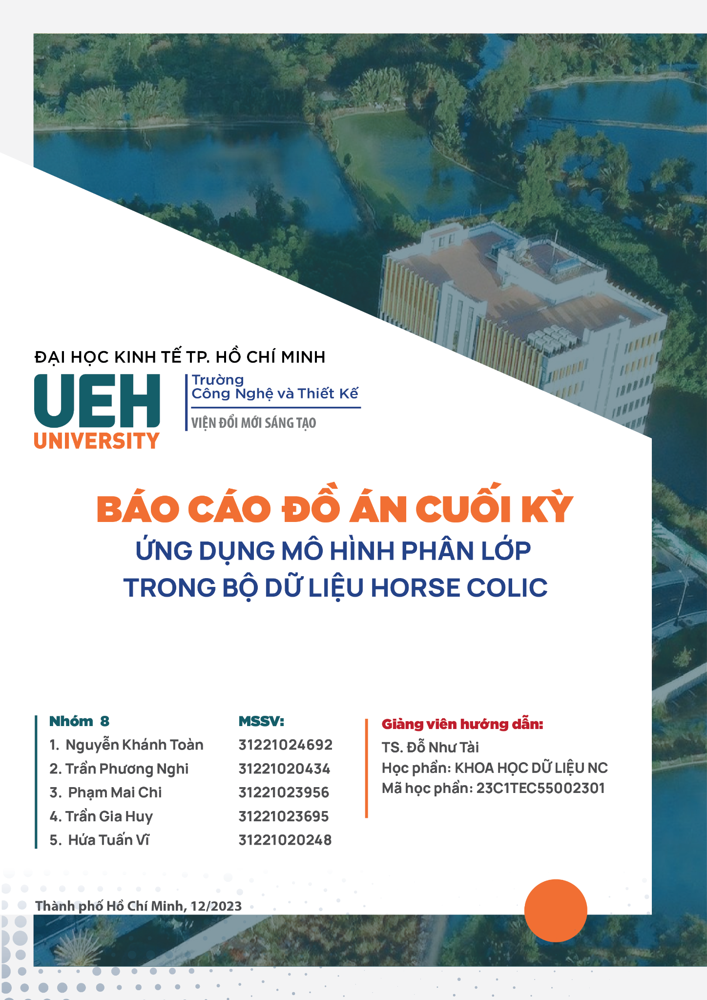 ĐẠI HỌC KINH TẾ TP. HỒ CHÍ MINH
UEH
UNIVERSITY
Trường
Công Nghệ và Thiết Kế
VIỆN ĐỔI MỚI SÁNG TẠO
BÁO CÁO ĐỒ ÁN CUỐI KỲ
ỨNG DỤNG MÔ HÌNH PHÂN LỚP
TRONG BỘ DỮ LIỆU HORSE COLIC
Nhóm 8 MSSV:
1. Nguyễn Khánh Toàn 31221024692
2. Trần Phương Nghi 31221020434
3. Phạm Mai Chi 31221023956
4. Trần Gia Huy 31221023695
5. Hứa Tuấn Vĩ 31221020248
Giảng viên hướng dẫn:
TS. Đỗ Như Tài
Học phần: KHOA HỌC DỮ LIỆU NC
Mã học phần: 23C1TEC55002301
Thành phố Hồ Chí Minh, 12/2023